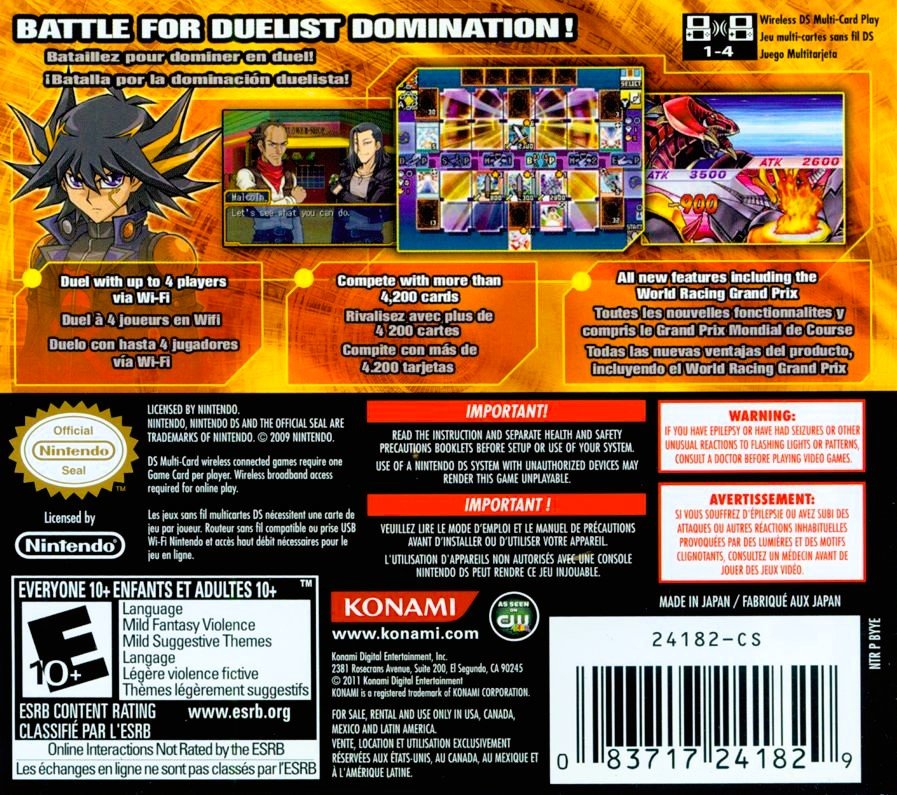 BATTLE FOR DUELIST DOMINATION!
Bataillez pour dominer en duel!
¡Batalla por la dominación duelista!
1-4
Wireless DS Multi-Card Play
Jeu multi-cartes sans fil DS
Juego Multitarjeta
Malcolm
Let's see what you can do.
SELECT
START
ATK 2600
ATK 3500
-900
Duel with up to 4 players
via Wi-Fi
Duel à 4 joueurs en Wifi
Duelo con hasta 4 jugadores
vía Wi-Fi
Compete with more than
4,200 cards
Rivalisez avec plus de
4 200 cartes
Compite con más de
4.200 tarjetas
All new features including the
World Racing Grand Prix
Toutes les nouvelles fonctionnalites y
compris le Grand Prix Mondial de Course
Todas las nuevas ventajas del producto,
incluyendo el World Racing Grand Prix
Official
Nintendo
Seal
TM
Licensed by
Nintendo®
LICENSED BY NINTENDO.
NINTENDO, NINTENDO DS AND THE OFFICIAL SEAL ARE
TRADEMARKS OF NINTENDO. © 2009 NINTENDO.
DS Multi-Card wireless connected games require one
Game Card per player. Wireless broadband access
required for online play.
Les jeux sans fil multicartes DS nécessitent une carte de
jeu par joueur. Routeur sans fil compatible ou prise USB
Wi-Fi Nintendo et accès haut débit nécessaires pour le
jeu en ligne.
IMPORTANT!
READ THE INSTRUCTION AND SEPARATE HEALTH AND SAFETY
PRECAUTIONS BOOKLETS BEFORE SETUP OR USE OF YOUR SYSTEM.
USE OF A NINTENDO DS SYSTEM WITH UNAUTHORIZED DEVICES MAY
RENDER THIS GAME UNPLAYABLE.
IMPORTANT !
VEUILLEZ LIRE LE MODE D'EMPLOI ET LE MANUEL DE PRÉCAUTIONS
AVANT D'INSTALLER OU D'UTILISER VOTRE APPAREIL.
L'UTILISATION D'APPAREILS NON AUTORISÉS AVEC UNE CONSOLE
NINTENDO DS PEUT RENDRE CE JEU INJOUABLE.
WARNING:
IF YOU HAVE EPILEPSY OR HAVE HAD SEIZURES OR OTHER
UNUSUAL REACTIONS TO FLASHING LIGHTS OR PATTERNS,
CONSULT A DOCTOR BEFORE PLAYING VIDEO GAMES.
AVERTISSEMENT:
SI VOUS SOUFFREZ D'ÉPILEPSIE OU AVEZ SUBI DES
ATTAQUES OU AUTRES RÉACTIONS INHABITUELLES
PROVOQUÉES PAR DES LUMIÈRES ET DES MOTIFS
CLIGNOTANTS, CONSULTEZ UN MÉDECIN AVANT DE
JOUER DES JEUX VIDÉO.
MADE IN JAPAN / FABRIQUÉ AUX JAPAN
EVERYONE 10+ ENFANTS ET ADULTES 10+ ™
E
10+
Language
Mild Fantasy Violence
Mild Suggestive Themes
Langage
Légère violence fictive
Thèmes légèrement suggestifs
ESRB CONTENT RATING www.esrb.org
CLASSIFIÉ PAR L'ESRB
Online Interactions Not Rated by the ESRB
Les échanges en ligne ne sont pas classés par l'ESRB
KONAMI
www.konami.com
AS SEEN
ON
CW
Konami Digital Entertainment, Inc.
2381 Rosecrans Avenue, Suite 200, El Segundo, CA 90245
© 2011 Konami Digital Entertainment
KONAMI is a registered trademark of KONAMI CORPORATION.
FOR SALE, RENTAL AND USE ONLY IN USA, CANADA,
MEXICO AND LATIN AMERICA.
VENTE, LOCATION ET UTILISATION EXCLUSIVEMENT
RÉSERVÉES AUX ÉTATS-UNIS, AU CANADA, AU MEXIQUE ET
À L'AMÉRIQUE LATINE.
24182-CS
0 83717 24182 9
NTR P BYYE